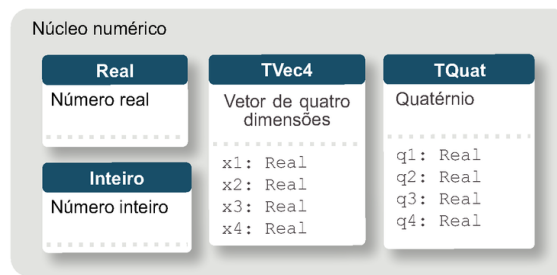 Núcleo numérico
Real
Número real
Inteiro
Número inteiro
TVec4
Vetor de quatro
dimensões
x1: Real
x2: Real
x3: Real
x4: Real
TQuat
Quatérnio
q1: Real
q2: Real
q3: Real
q4: Real